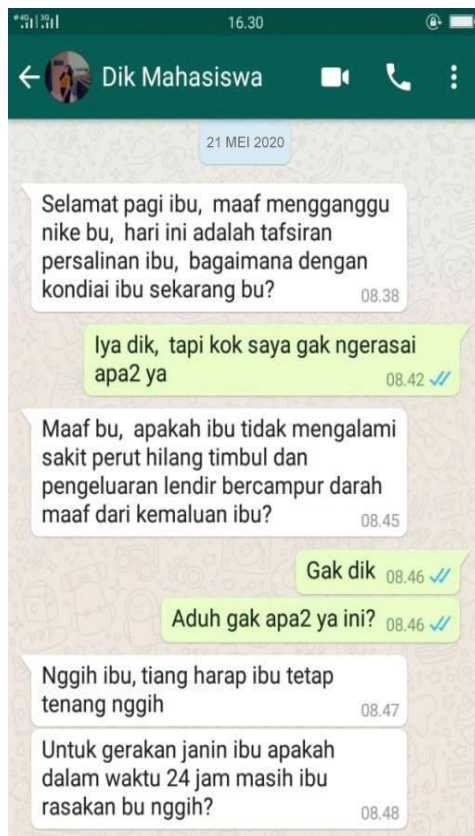 4G 3G 16.30
Dik Mahasiswa
21 MEI 2020
Selamat pagi ibu, maaf mengganggu
nike bu, hari ini adalah tafsiran
persalinan ibu, bagaimana dengan
kondiai ibu sekarang bu?
08.38
Iya dik, tapi kok saya gak ngerasai
apa2 ya
08.42
Maaf bu, apakah ibu tidak mengalami
sakit perut hilang timbul dan
pengeluaran lendir bercampur darah
maaf dari kemaluan ibu?
08.45
Gak dik 08.46
Aduh gak apa2 ya ini? 08.46
Nggih ibu, tiang harap ibu tetap
tenang nggih
08.47
Untuk gerakan janin ibu apakah
dalam waktu 24 jam masih ibu
rasakan bu nggih?
08.48